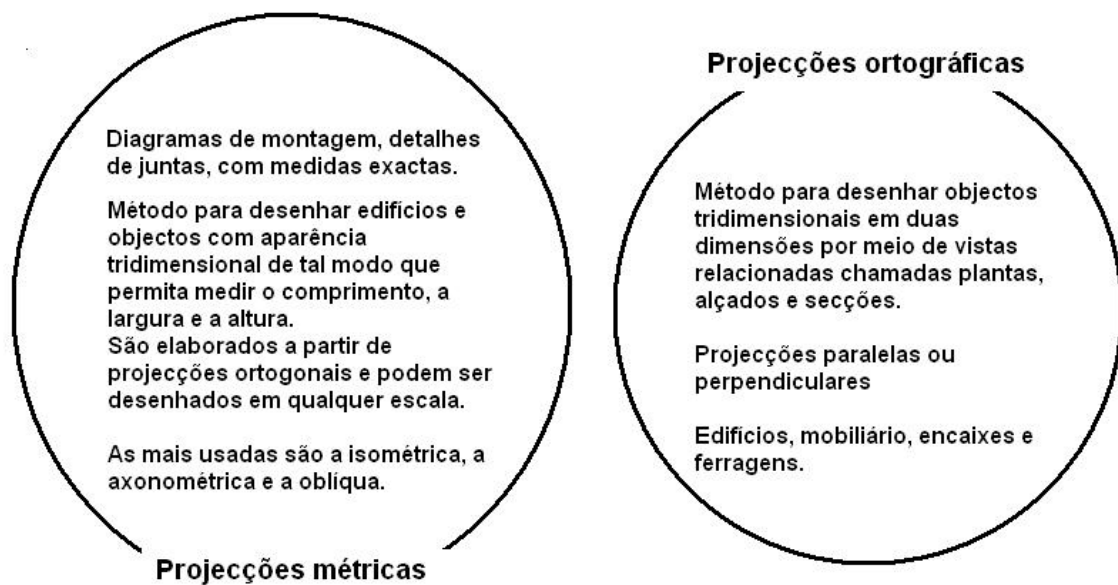 Diagramas de montagem, detalhes
de juntas, com medidas exactas.
Método para desenhar edifícios e
objectos com aparência
tridimensional de tal modo que
permita medir o comprimento, a
largura e a altura.
São elaborados a partir de
projecções ortogonais e podem ser
desenhados em qualquer escala.
As mais usadas são a isométrica, a
axonométrica e a oblíqua.
Projecções métricas
Projecções ortográficas
Método para desenhar objectos
tridimensionais em duas
dimensões por meio de vistas
relacionadas chamadas plantas,
alçados e secções.
Projecções paralelas ou
perpendiculares
Edifícios, mobiliário, encaixes e
ferragens.